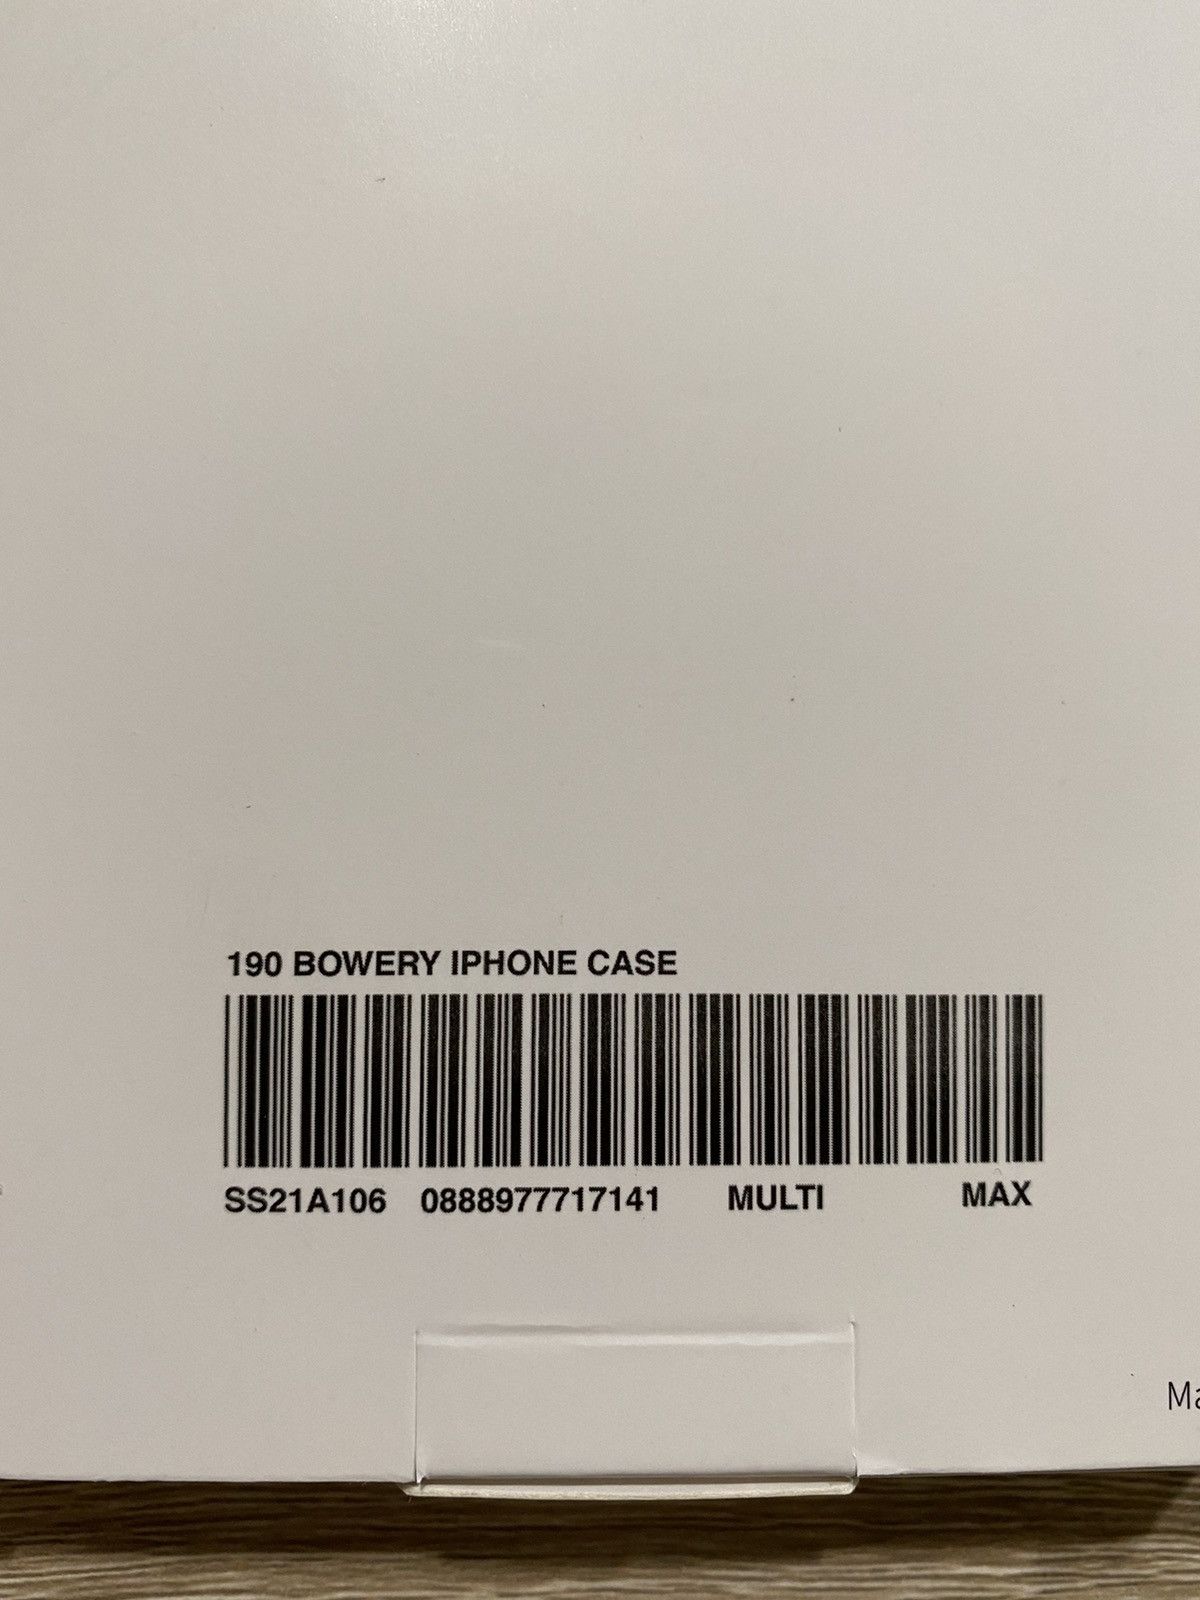 190 BOWERY IPHONE CASE
SS21A106 0888977717141 MULTI MAX